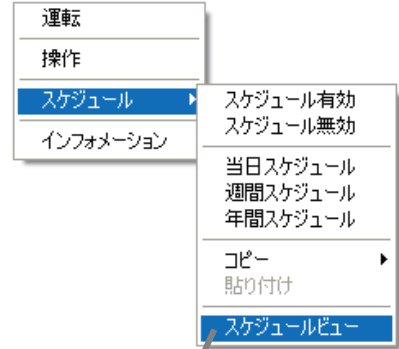 運転
操作
スケジュール
インフォメーション
スケジュール有効
スケジュール無効
当日スケジュール
週間スケジュール
年間スケジュール
コピー
貼り付け
スケジュールビュー